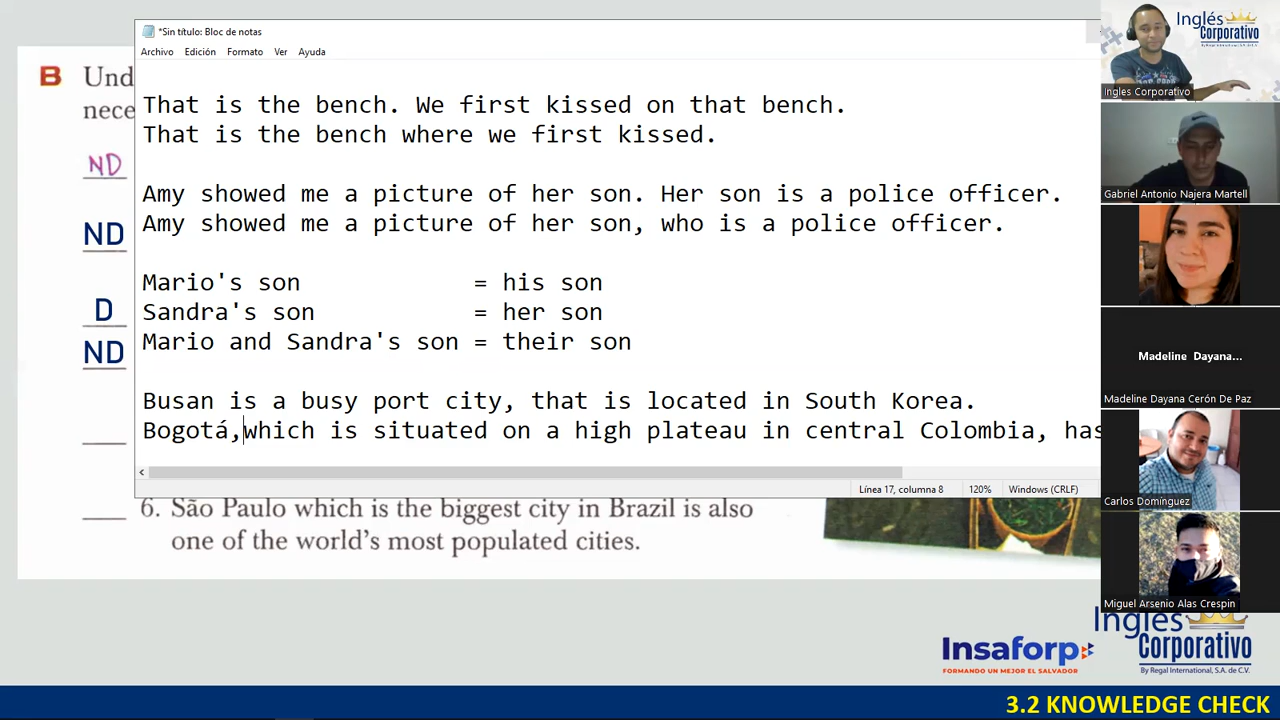 *Sin título: Bloc de notas
Archivo Edición Formato Ver Ayuda
B Und
nece
ND
ND
D
ND
That is the bench. We first kissed on that bench.
That is the bench where we first kissed.
Amy showed me a picture of her son. Her son is a police officer.
Amy showed me a picture of her son, who is a police officer.
Mario's son = his son
Sandra's son = her son
Mario and Sandra's son = their son
Busan is a busy port city, that is located in South Korea.
Bogotá,which is situated on a high plateau in central Colombia, has
Línea 17, columna 8 120% Windows (CRLF)
6. São Paulo which is the biggest city in Brazil is also
one of the world's most populated cities.
Inglés
Corporativo
By Regal International, S.A. de C.V.
Ingles Corporativo
Gabriel Antonio Najera Martell
Madeline Dayana...
Madeline Dayana Cerón De Paz
Carlos Domínguez
Miguel Arsenio Alas Crespin
Insaforp
FORMANDO UN MEJOR EL SALVADOR
Inglés
Corporativo
By Regal International, S.A. de C.V.
3.2 KNOWLEDGE CHECK